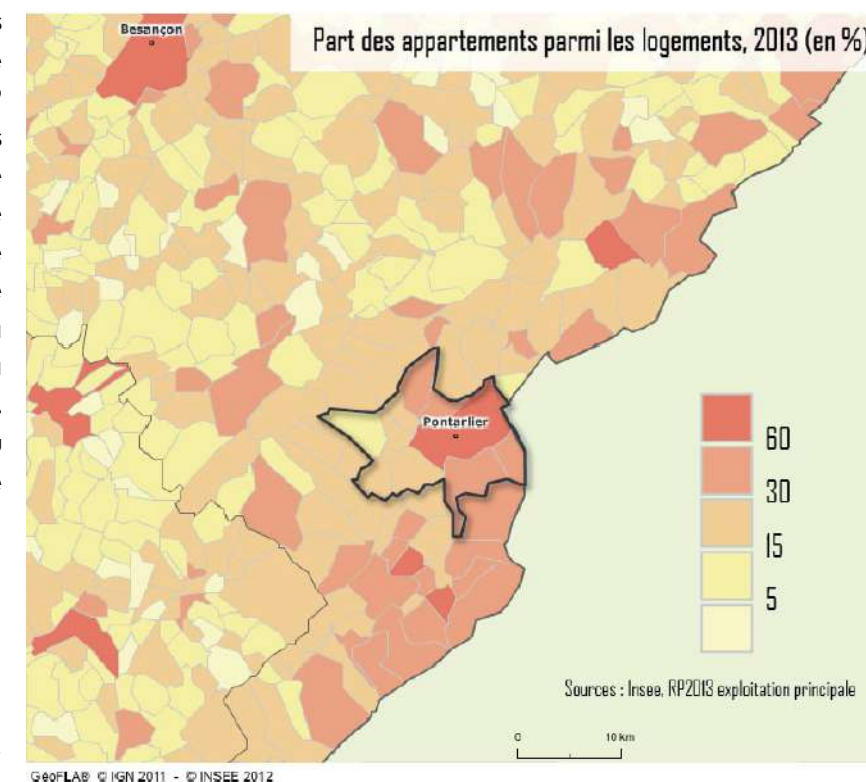 Besançon
Part des appartements parmi les logements, 2013 (en %)
Pontarlier
60
30
15
5
Sources : Insee, RP2013 exploitation principale
0 10 km
GéoFLAB © IGN 2011 - © INSEE 2012